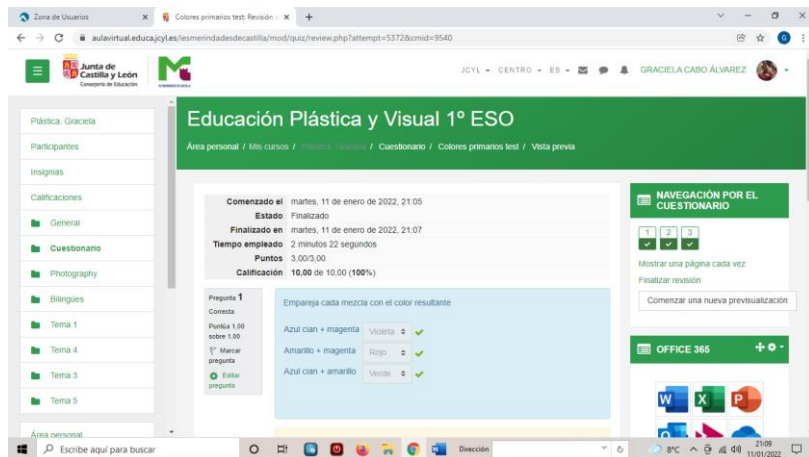 Zona de Usuarios
Colores primarios test: Revisión
aulavirtual.educa.jcyl.es/iesmerindadesdecastilla/mod/quiz/review.php?attempt=5372&cmid=9540
Junta de
Castilla y León
Consejería de Educación
JCYL CENTRO ES GRACIELA CABO ÁLVAREZ
Plástica. Graciela
Participantes
Insignias
Calificaciones
General
Cuestionario
Photography
Bilingües
Tema 1
Tema 4
Tema 3
Tema 5
Área personal
Educación Plástica y Visual 1º ESO
Área personal / Mis cursos / Plástica. Graciela / Cuestionario / Colores primarios test / Vista previa
Comenzado el martes, 11 de enero de 2022, 21:05
Estado Finalizado
Finalizado en martes, 11 de enero de 2022, 21:07
Tiempo empleado 2 minutos 22 segundos
Puntos 3,00/3,00
Calificación 10,00 de 10,00 (100%)
Pregunta 1
Correcta
Puntúa 1,00
sobre 1,00
Marcar
pregunta
Editar
pregunta
Empareja cada mezcla con el color resultante
Azul cian + magenta Violeta
Amarillo + magenta Rojo
Azul cian + amarillo Verde
NAVEGACIÓN POR EL
CUESTIONARIO
1 2 3
Mostrar una página cada vez
Finalizar revisión
Comenzar una nueva previsualización
OFFICE 365
Escribe aquí para buscar
Dirección
8°C
21:09
11/01/2022